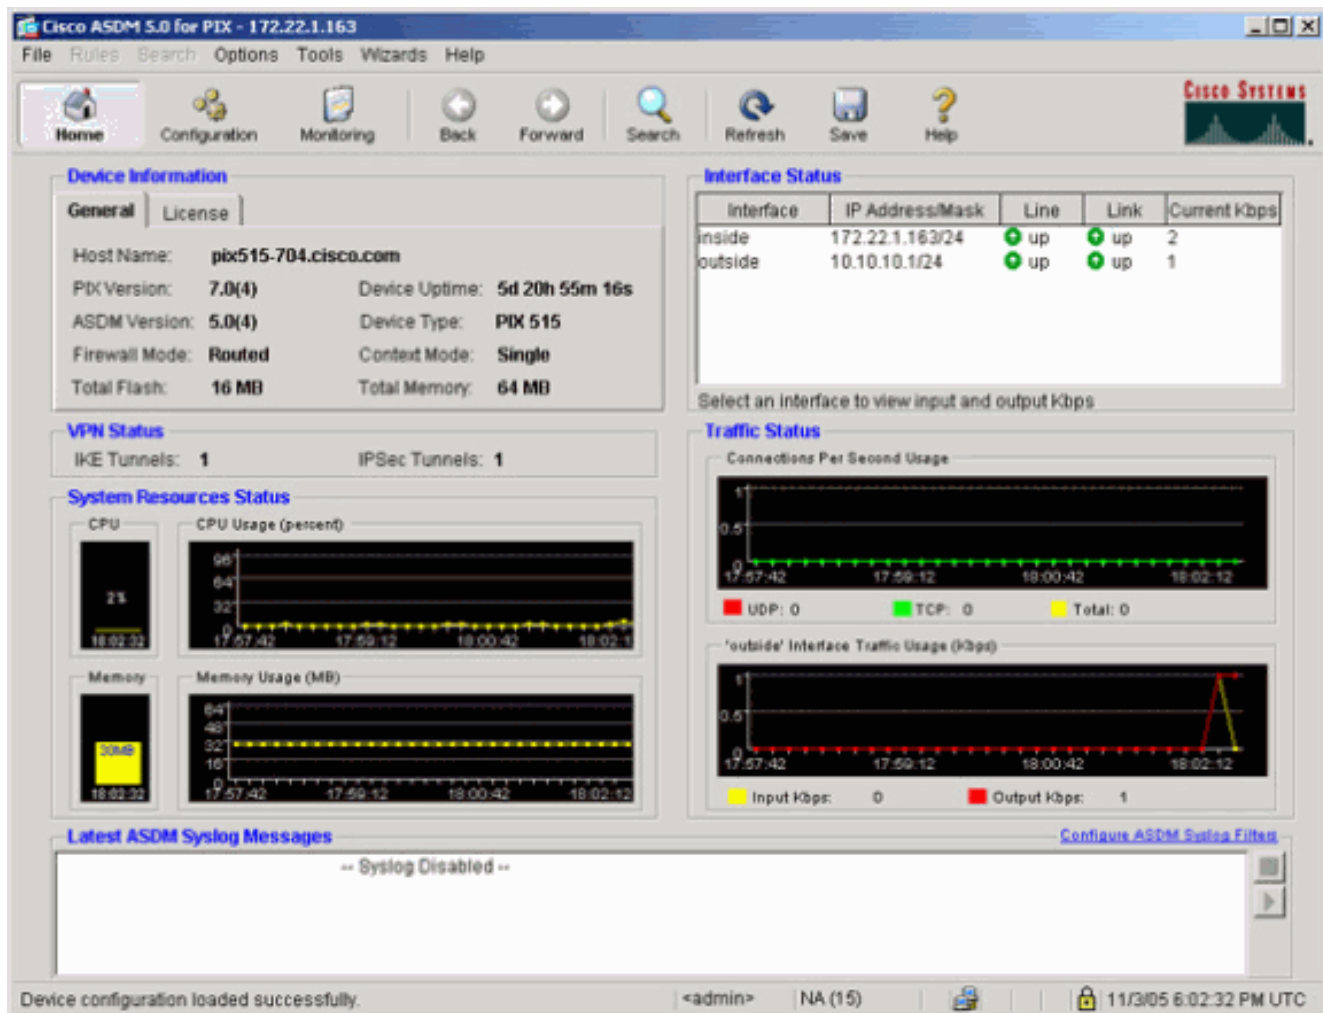 Cisco ASDM 5.0 for PIX - 172.22.1.163
File Rules Search Options Tools Wizards Help
Home Configuration Monitoring Back Forward Search Refresh Save Help
CISCO SYSTEMS
Device Information
General License
Host Name: pix515-704.cisco.com
PIX Version: 7.0(4) Device Uptime: 5d 20h 55m 16s
ASDM Version: 5.0(4) Device Type: PIX 515
Firewall Mode: Routed Context Mode: Single
Total Flash: 16 MB Total Memory: 64 MB
Interface Status
Interface IP Address/Mask Line Link Current Kbps
inside 172.22.1.163/24 up up 2
outside 10.10.10.1/24 up up 1
Select an interface to view input and output Kbps
VPN Status
IKE Tunnels: 1 IPSec Tunnels: 1
System Resources Status
CPU
2%
18:02:32
CPU Usage (percent)
96
64
32
0
17:57:42 17:59:12 18:00:42 18:02:1
Memory
30MB
18:02:32
Memory Usage (MB)
64
48
32
16
0
17:57:42 17:59:12 18:00:42 18:02:12
Traffic Status
Connections Per Second Usage
1
0.5
0
17:57:42 17:59:12 18:00:42 18:02:12
UDP: 0 TCP: 0 Total: 0
'outside' Interface Traffic Usage (Kbps)
1
0.5
0
17:57:42 17:59:12 18:00:42 18:02:12
Input Kbps: 0 Output Kbps: 1
Latest ASDM Syslog Messages
Configure ASDM Syslog Filters
-- Syslog Disabled --
Device configuration loaded successfully. <admin> NA (15) 11/3/05 6:02:32 PM UTC